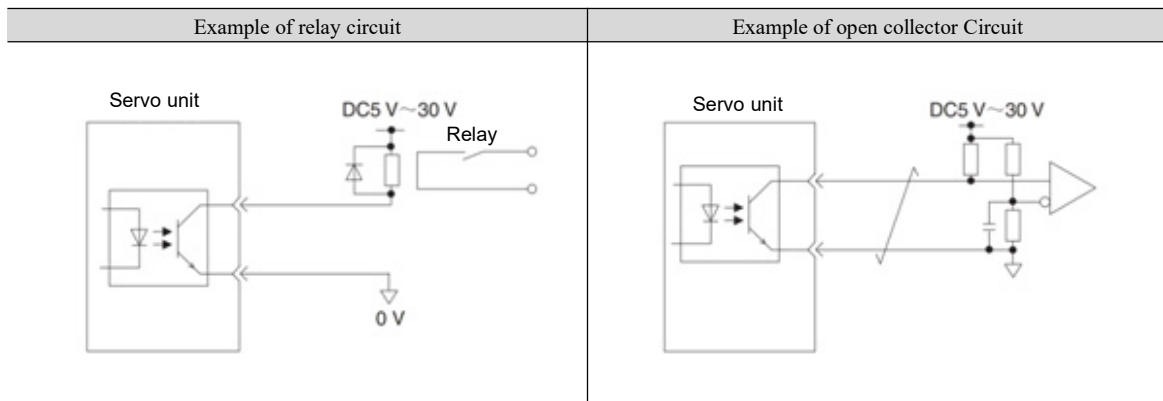 Example of relay circuit
Example of open collector Circuit
Servo unit
DC5 V～30 V
Relay
0 V
Servo unit
DC5 V～30 V